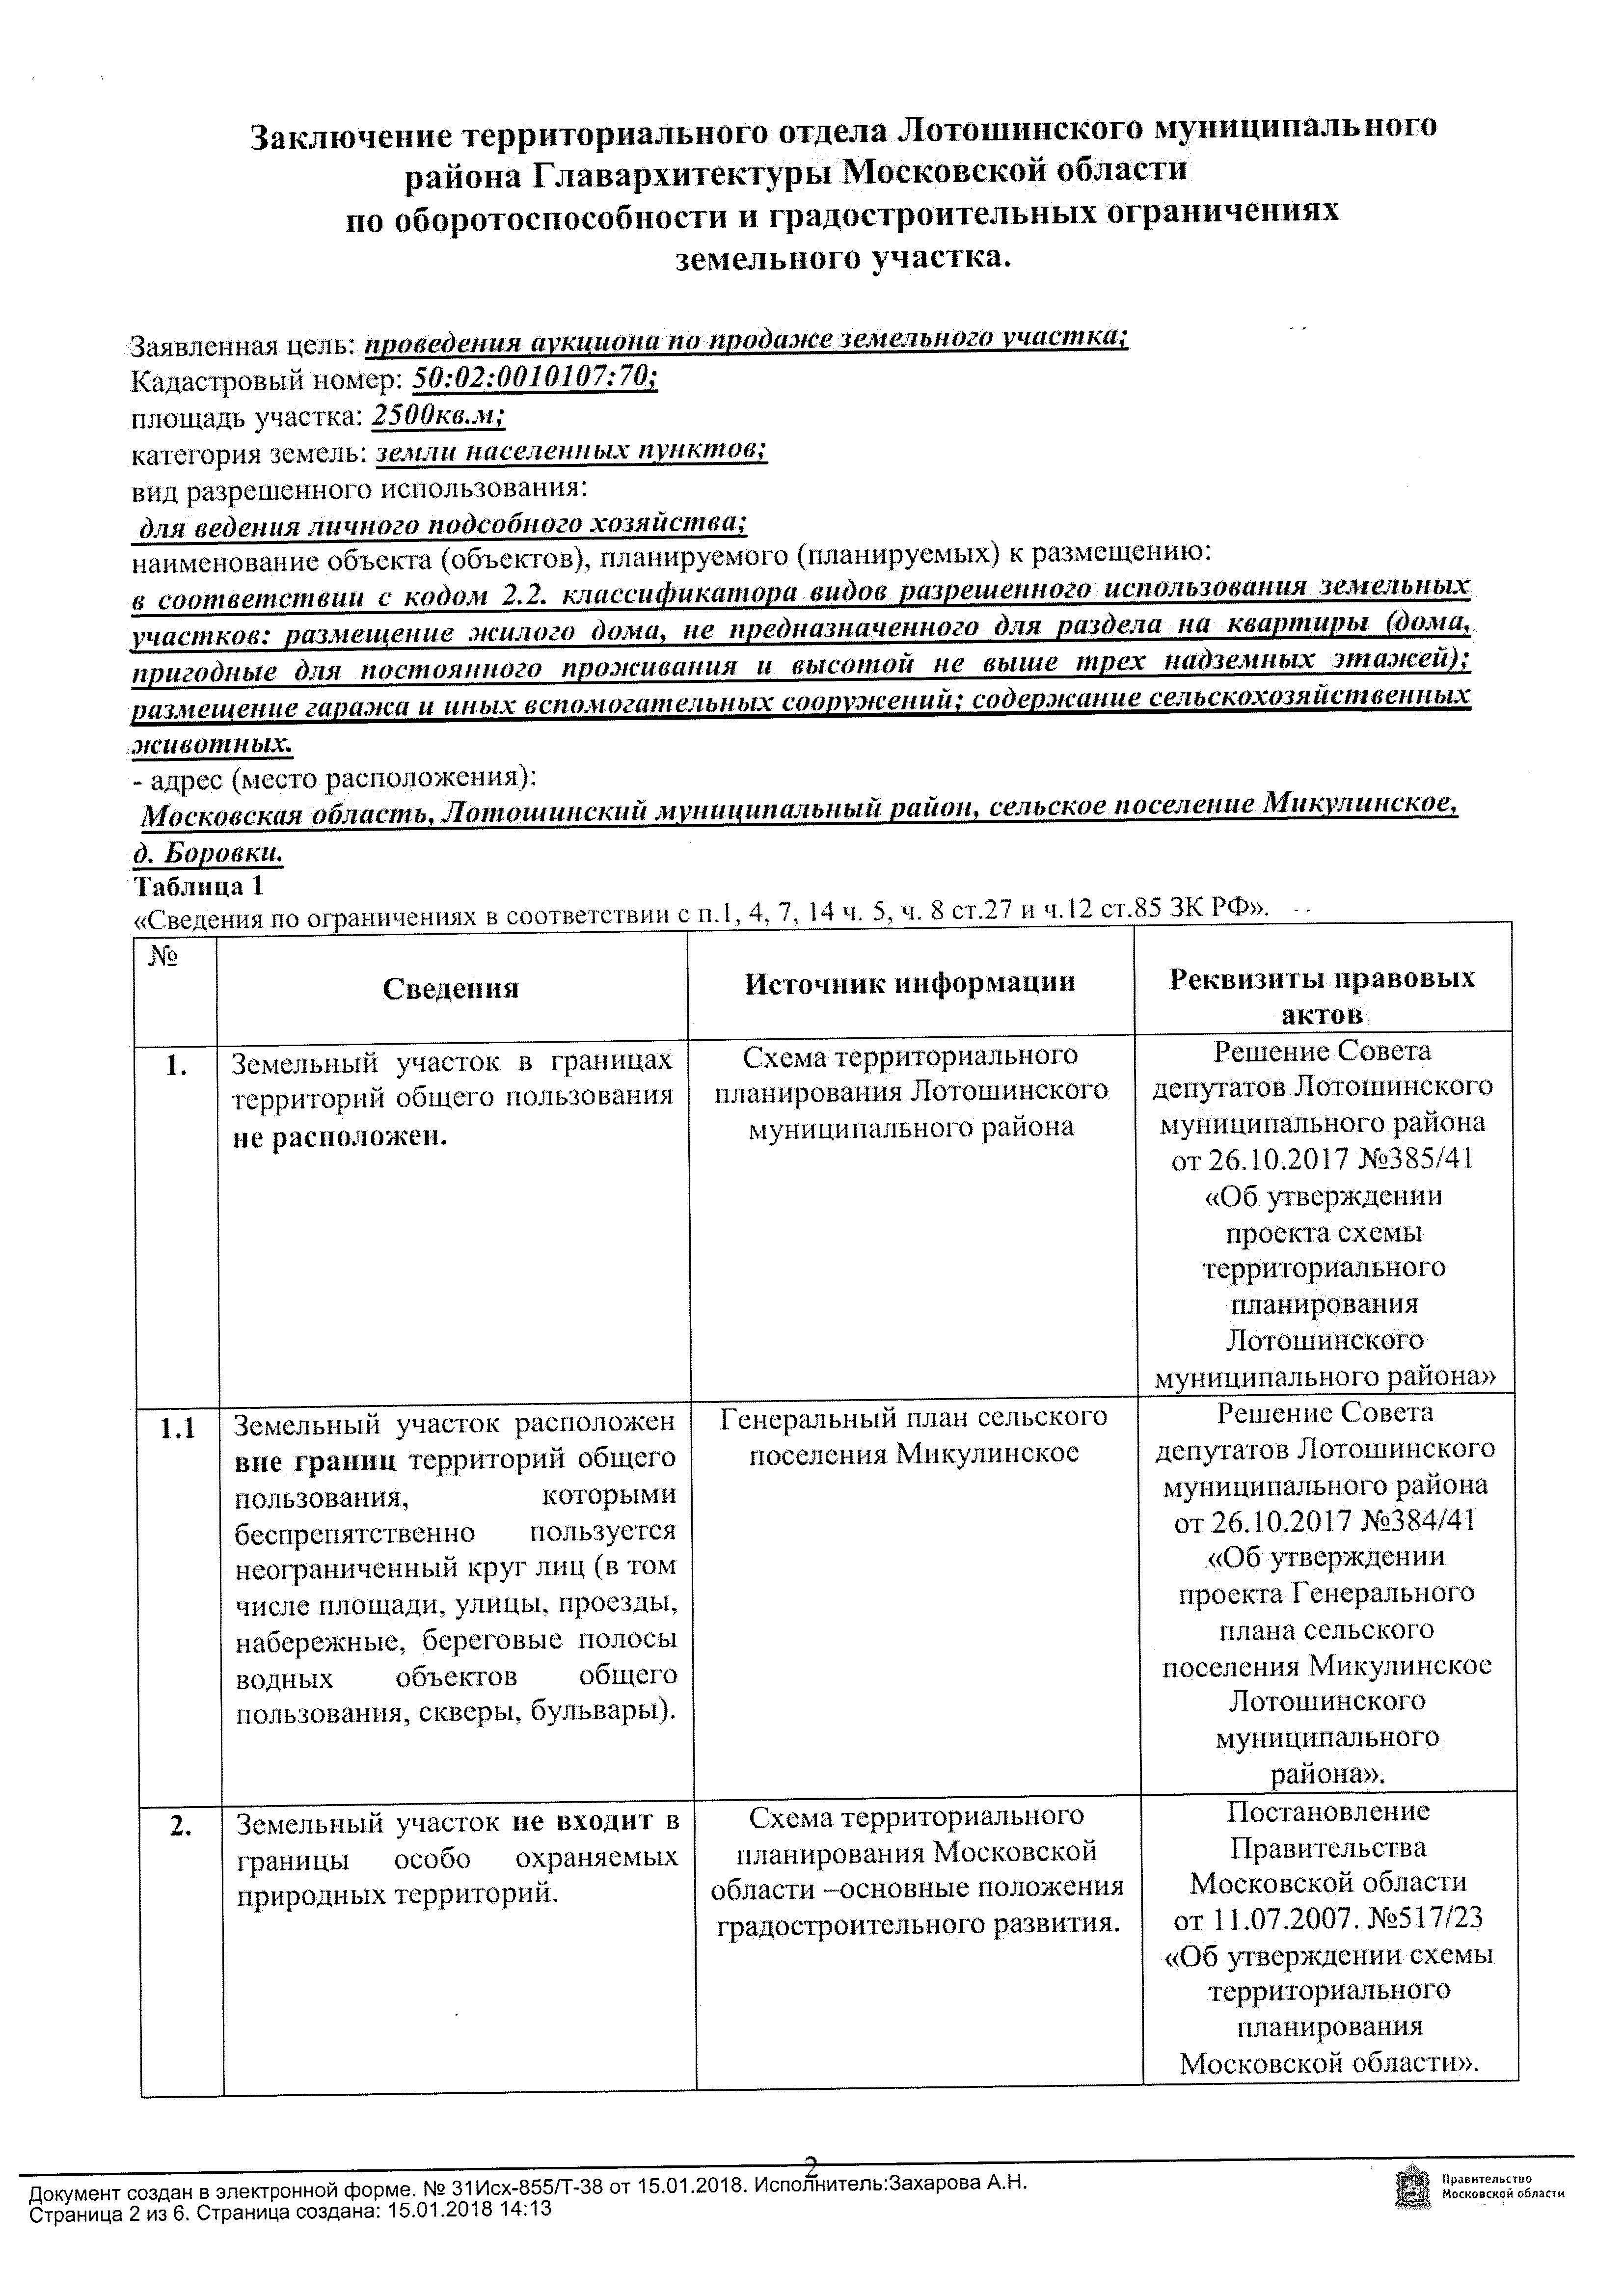 Заключение территориального отдела Лотошинского муниципального
района Главархитектуры Московской области
по оборотоспособности и градостроительных ограничениях
земельного участка.
Заявленная цель: проведения аукциона по продаже земельного участка;
Кадастровый номер: 50:02:0010107:70;
площадь участка: 2500кв.м;
категория земель: земли населенных пунктов;
вид разрешенного использования:
для ведения личного подсобного хозяйства;
наименование объекта (объектов), планируемого (планируемых) к размещению:
в соответствии с кодом 2.2. классификатора видов разрешенного использования земельных
участков: размещение жилого дома, не предназначенного для раздела на квартиры (дома,
пригодные для постоянного проживания и высотой не выше трех надземных этажей);
размещение гаража и иных вспомогательных сооружений; содержание сельскохозяйственных
животных.
- адрес (место расположения):
Московская область, Лотошинский муниципальный район, сельское поселение Микулинское,
д. Боровки.
Таблица 1
«Сведения по ограничениях в соответствии с п.1, 4, 7, 14 ч. 5, ч. 8 ст.27 и ч.12 ст.85 ЗК РФ».
№
Сведения
Источник информации
Реквизиты правовых
актов
1.
Земельный участок в границах
территорий общего пользования
не расположен.
Схема территориального
планирования Лотошинского
муниципального района
Решение Совета
депутатов Лотошинского
муниципального района
от 26.10.2017 №385/41
«Об утверждении
проекта схемы
территориального
планирования
Лотошинского
муниципального района»
1.1
Земельный участок расположен
вне границ территорий общего
пользования, которыми
беспрепятственно пользуется
неограниченный круг лиц (в том
числе площади, улицы, проезды,
набережные, береговые полосы
водных объектов общего
пользования, скверы, бульвары).
Генеральный план сельского
поселения Микулинское
Решение Совета
депутатов Лотошинского
муниципального района
от 26.10.2017 №384/41
«Об утверждении
проекта Генерального
плана сельского
поселения Микулинское
Лотошинского
муниципального
района».
2.
Земельный участок не входит в
границы особо охраняемых
природных территорий.
Схема территориального
планирования Московской
области –основные положения
градостроительного развития.
Постановление
Правительства
Московской области
от 11.07.2007. №517/23
«Об утверждении схемы
территориального
планирования
Московской области».
2
Документ создан в электронной форме. № 31Исх-855/Т-38 от 15.01.2018. Исполнитель:Захарова А.Н.
Страница 2 из 6. Страница создана: 15.01.2018 14:13
Правительство
Московской области